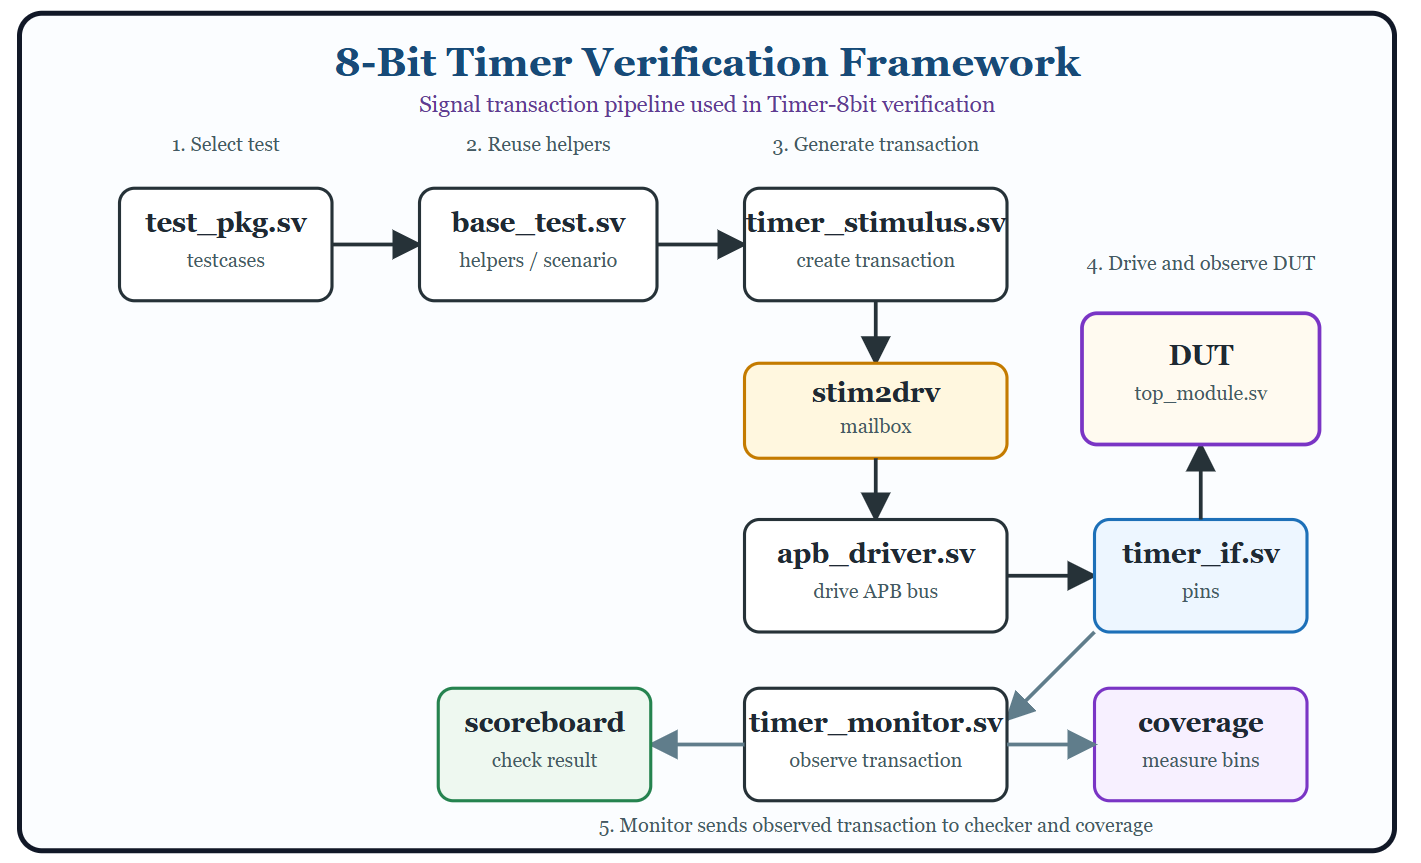 8-Bit Timer Verification Framework
Signal transaction pipeline used in Timer-8bit verification
1. Select test
2. Reuse helpers
3. Generate transaction
test_pkg.sv
testcases
base_test.sv
helpers / scenario
timer_stimulus.sv
create transaction
4. Drive and observe DUT
DUT
top_module.sv
stim2drv
mailbox
apb_driver.sv
drive APB bus
timer_if.sv
pins
scoreboard
check result
timer_monitor.sv
observe transaction
coverage
measure bins
5. Monitor sends observed transaction to checker and coverage